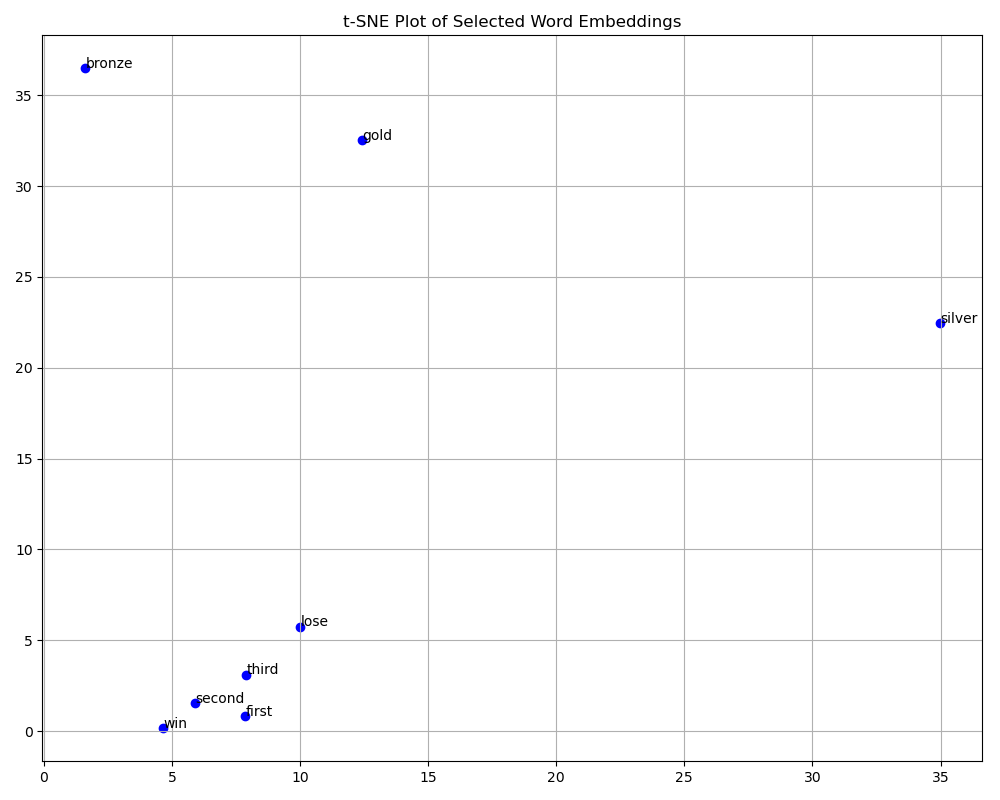 t-SNE Plot of Selected Word Embeddings
bronze
gold
silver
lose
third
second
first
win
35
30
25
20
15
10
5
0
0 5 10 15 20 25 30 35